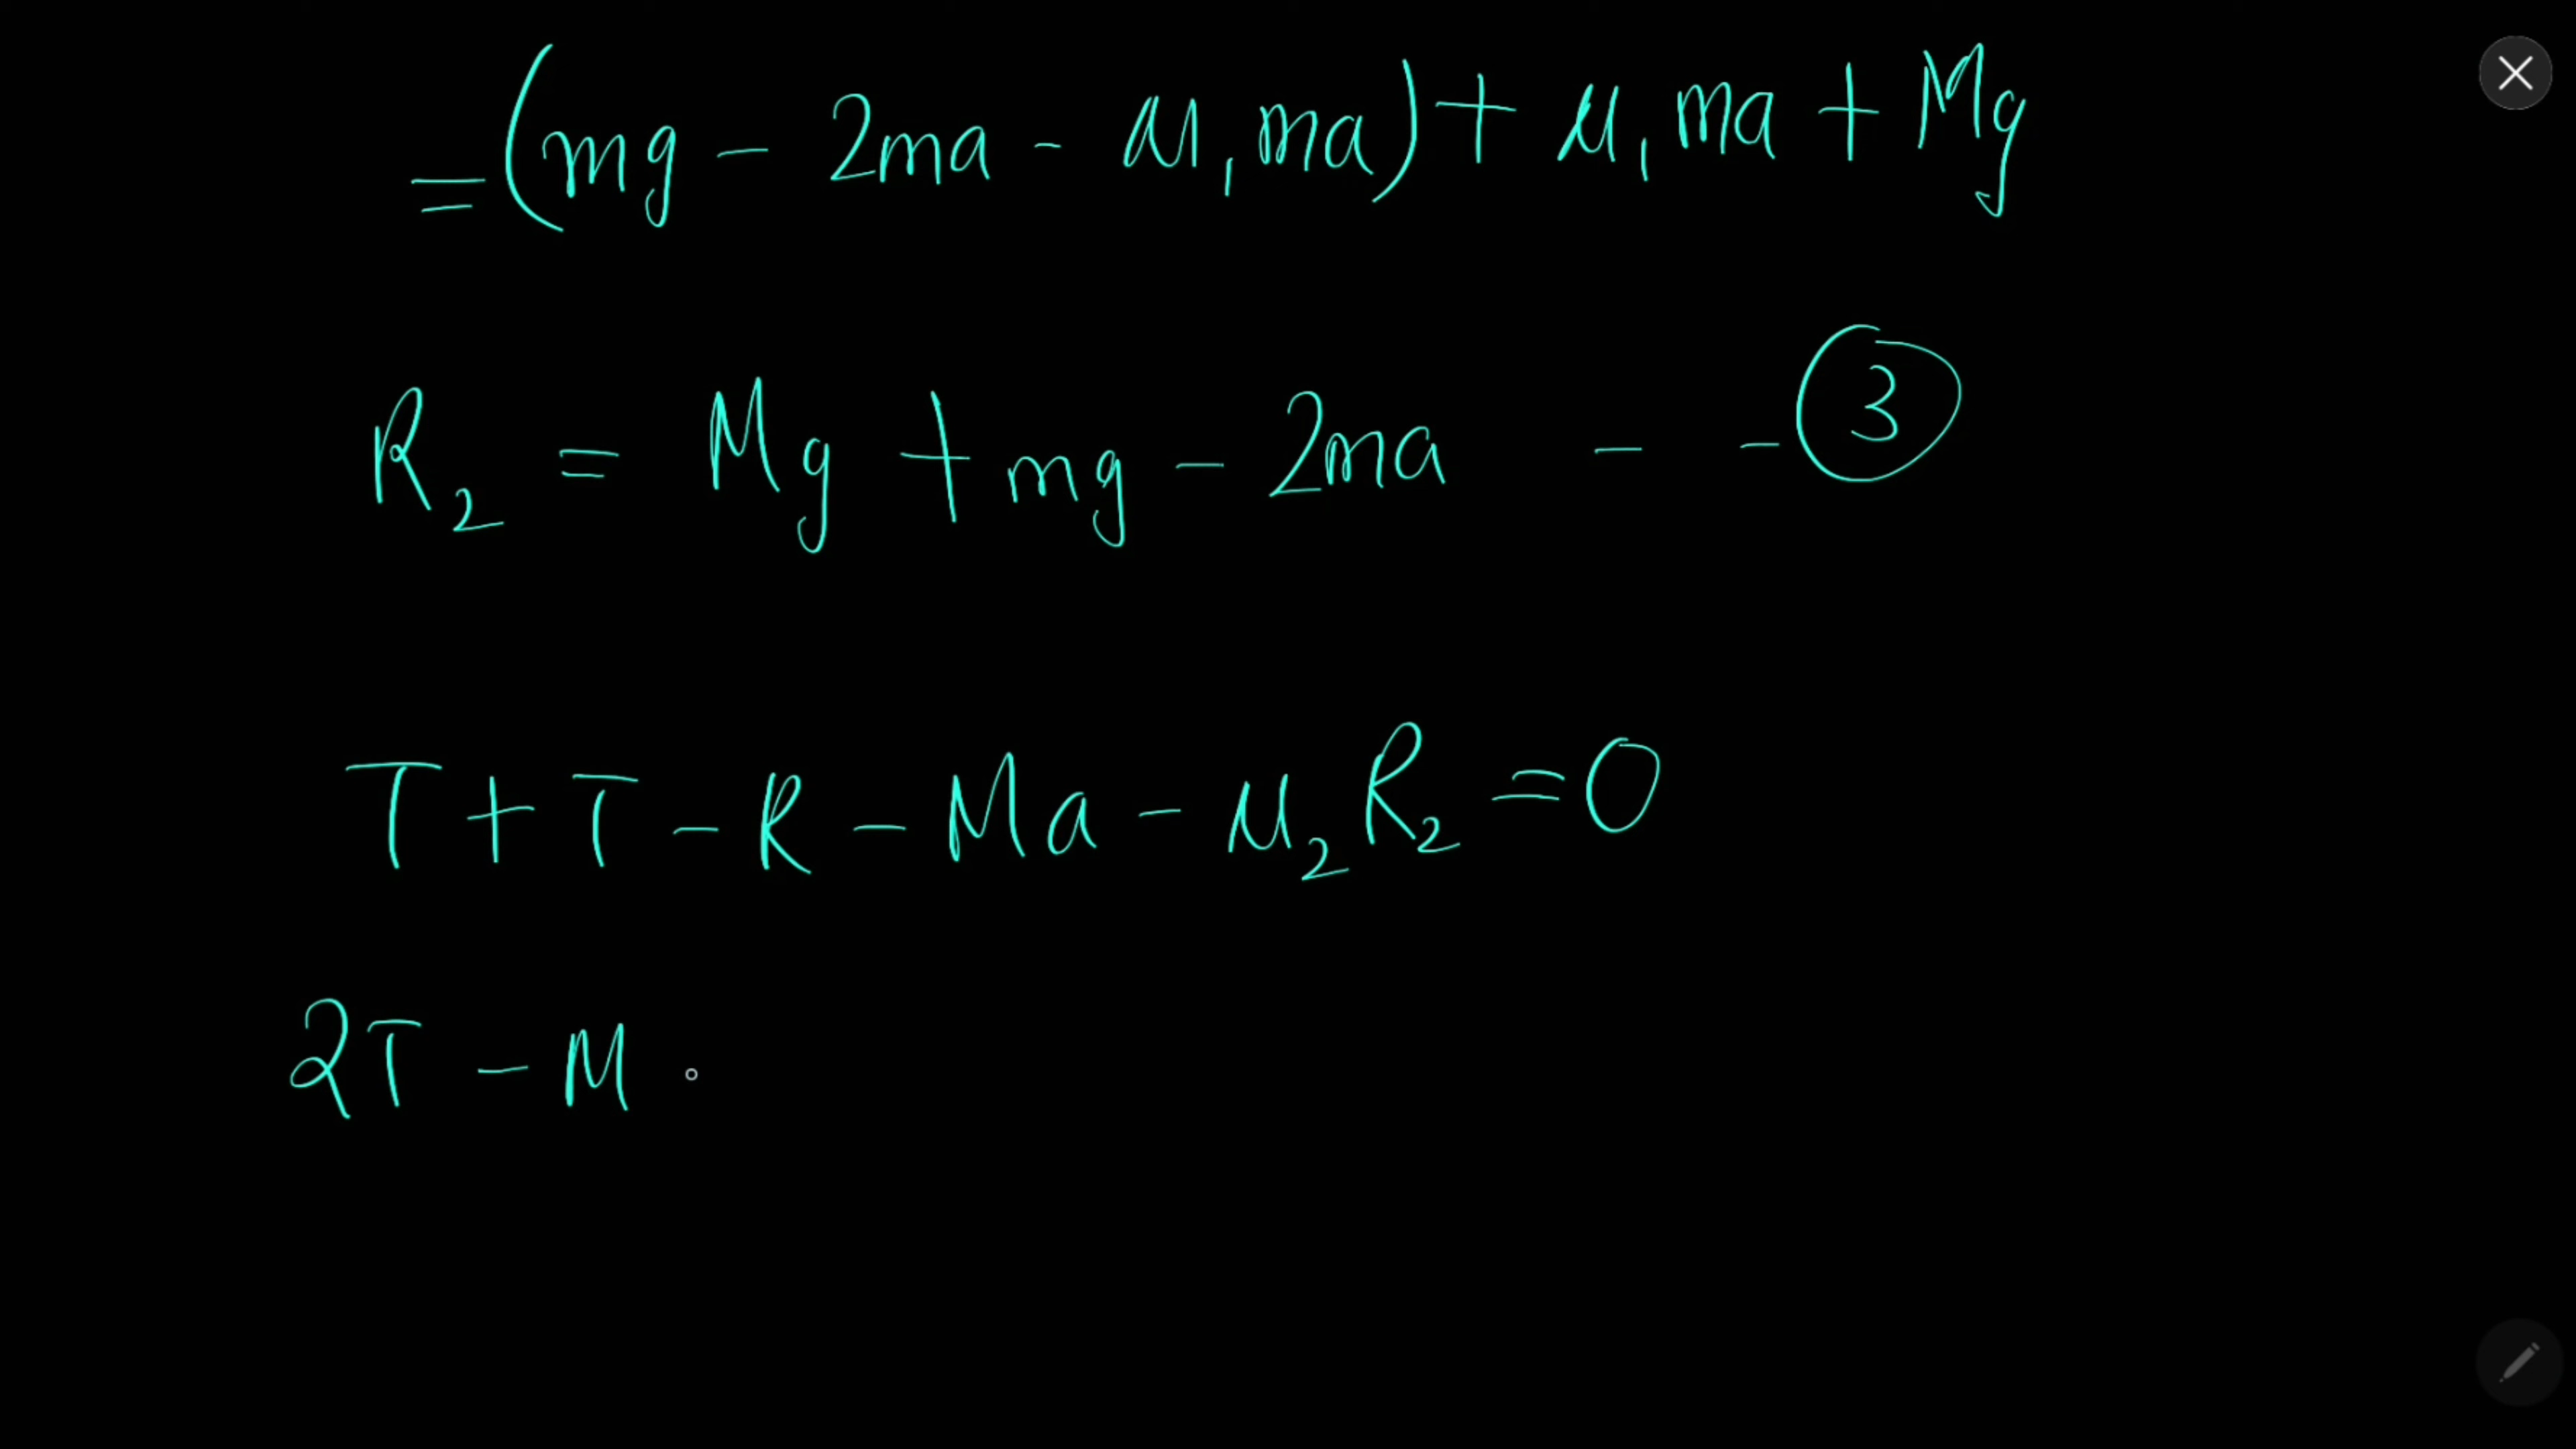 = (mg - 2ma - μ₁ma) + μ₁ma + Mg
R₂ = Mg + mg - 2ma - - ③
T + T - R - Ma - μ₂R₂ = 0
2T - M